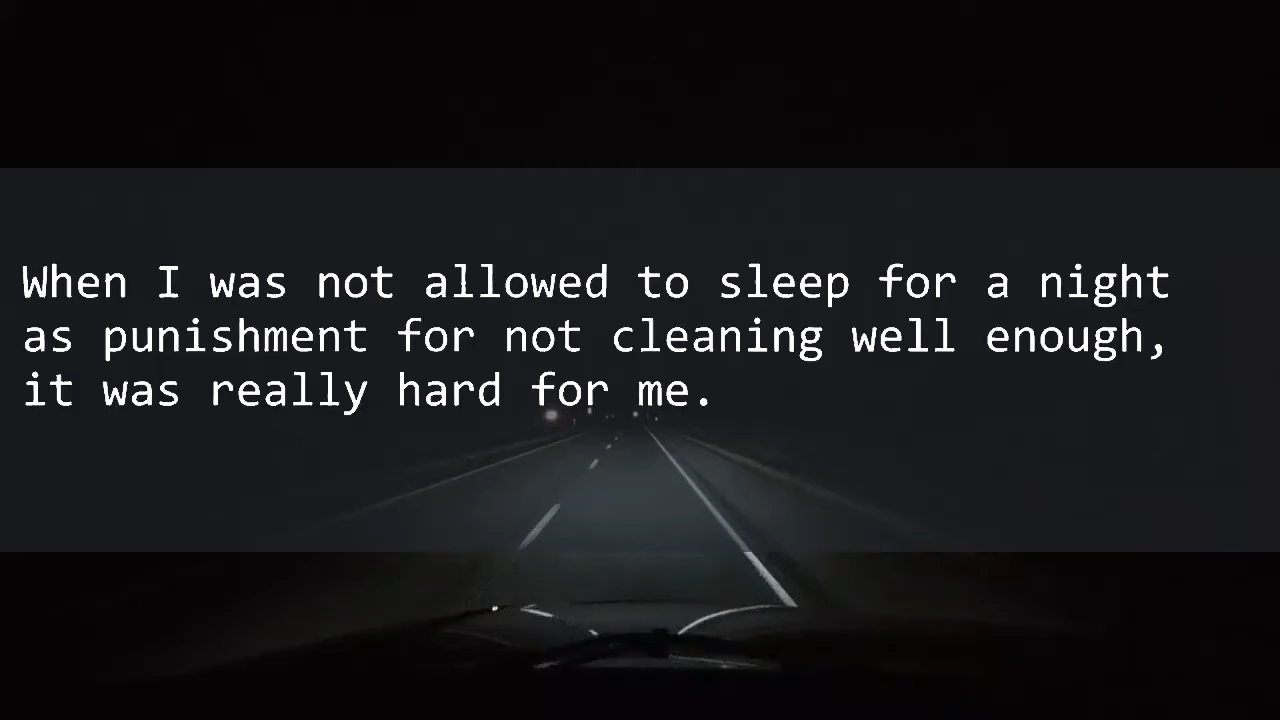 When I was not allowed to sleep for a night
as punishment for not cleaning well enough,
it was really hard for me.